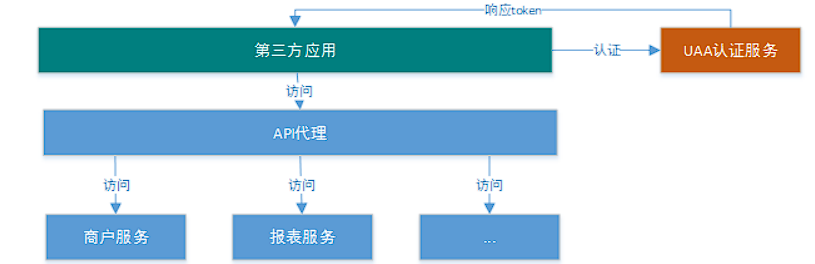 响应token
第三方应用
认证
UAA认证服务
访问
API代理
访问
访问
访问
商户服务
报表服务
...